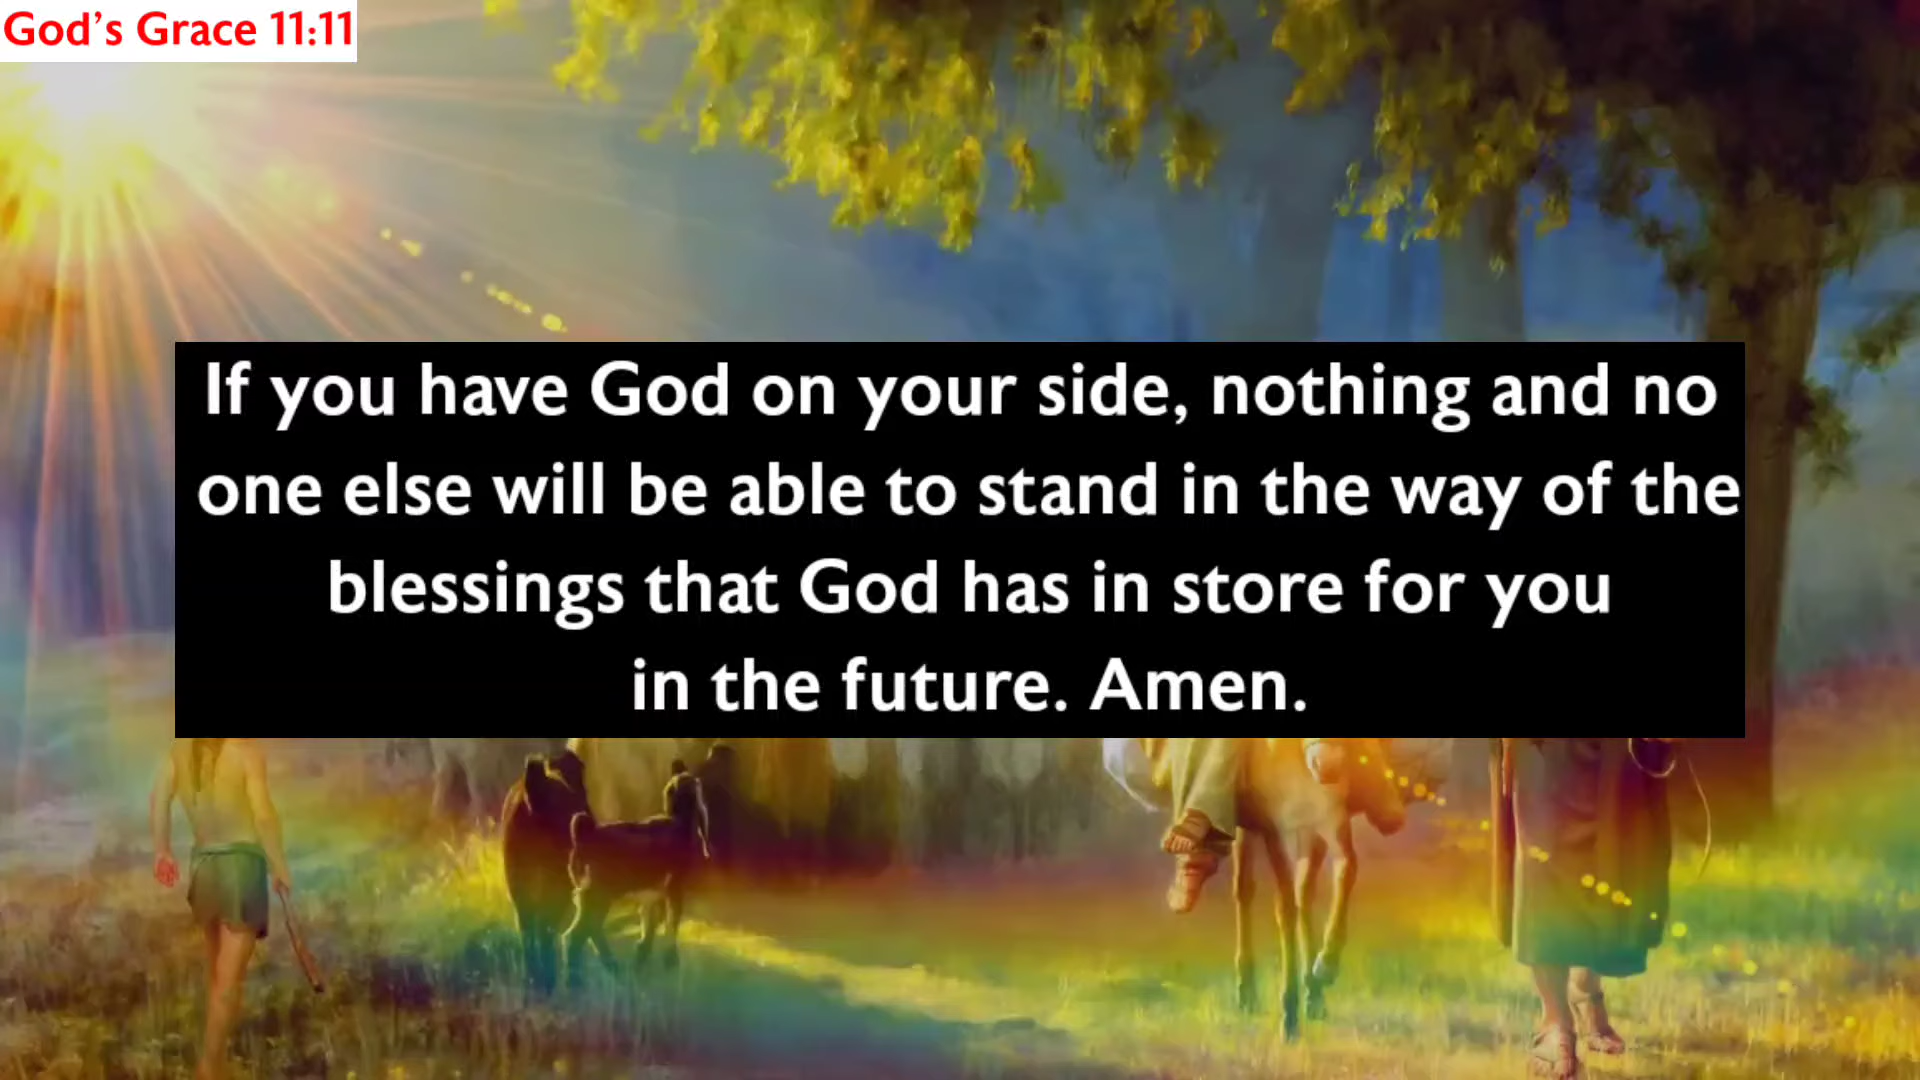 God's Grace 11:11
If you have God on your side, nothing and no
one else will be able to stand in the way of the
blessings that God has in store for you
in the future. Amen.